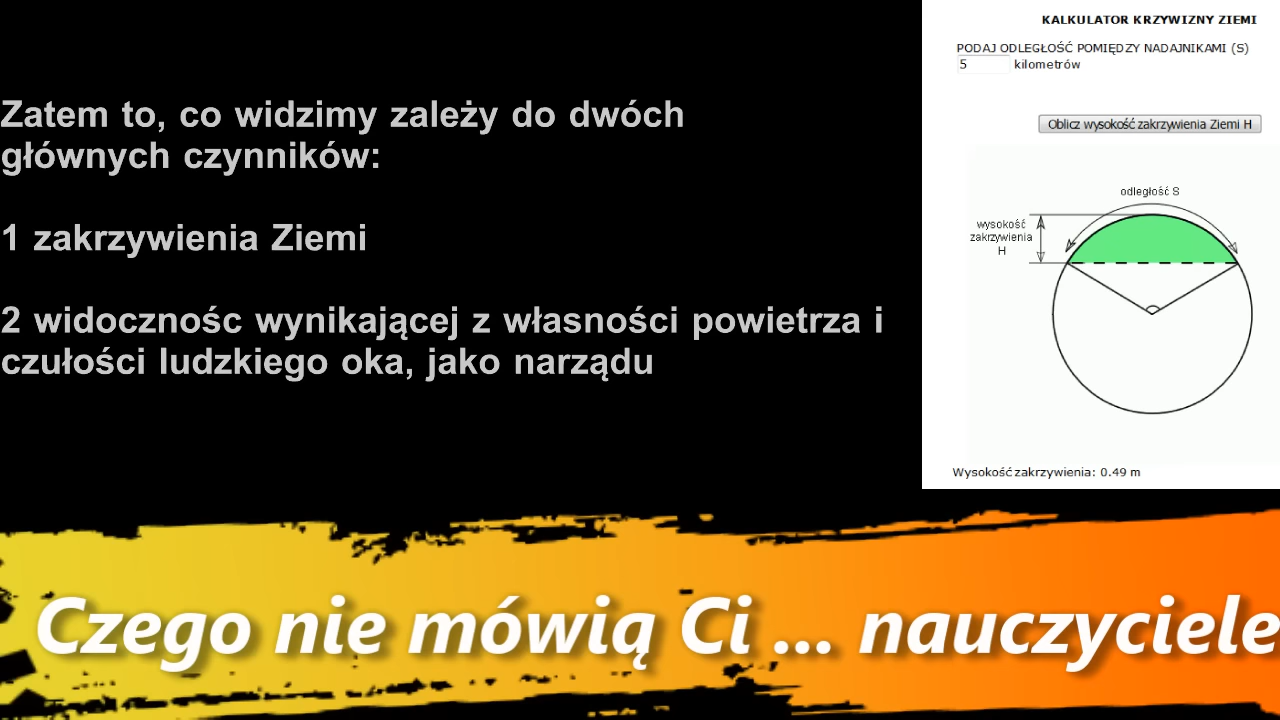 Zatem to, co widzimy zależy do dwóch
głównych czynników:
1 zakrzywienia Ziemi
2 widocznośc wynikającej z własności powietrza i
czułości ludzkiego oka, jako narządu
KALKULATOR KRZYWIZNY ZIEMI
PODAJ ODLEGŁOŚĆ POMIĘDZY NADAJNIKAMI (S)
5 kilometrów
Oblicz wysokość zakrzywienia Ziemi H
odległość S
wysokość
zakrzywienia
H
Wysokość zakrzywienia: 0.49 m
Czego nie mówią Ci ... nauczyciele